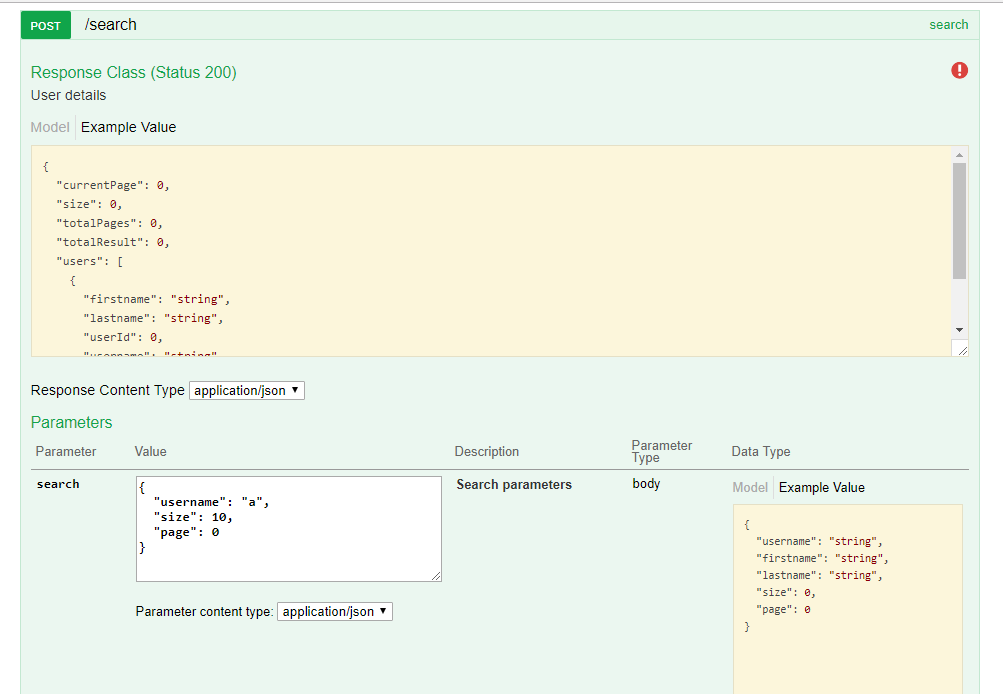 POST /search search
Response Class (Status 200)
User details
Model Example Value
{
"currentPage": 0,
"size": 0,
"totalPages": 0,
"totalResult": 0,
"users": [
{
"firstname": "string",
"lastname": "string",
"userId": 0,
"username": "string"
Response Content Type application/json
Parameters
Parameter Value Description Parameter Type Data Type
search
{
"username": "a",
"size": 10,
"page": 0
}
Parameter content type: application/json
Search parameters
body
Model Example Value
{
"username": "string",
"firstname": "string",
"lastname": "string",
"size": 0,
"page": 0
}